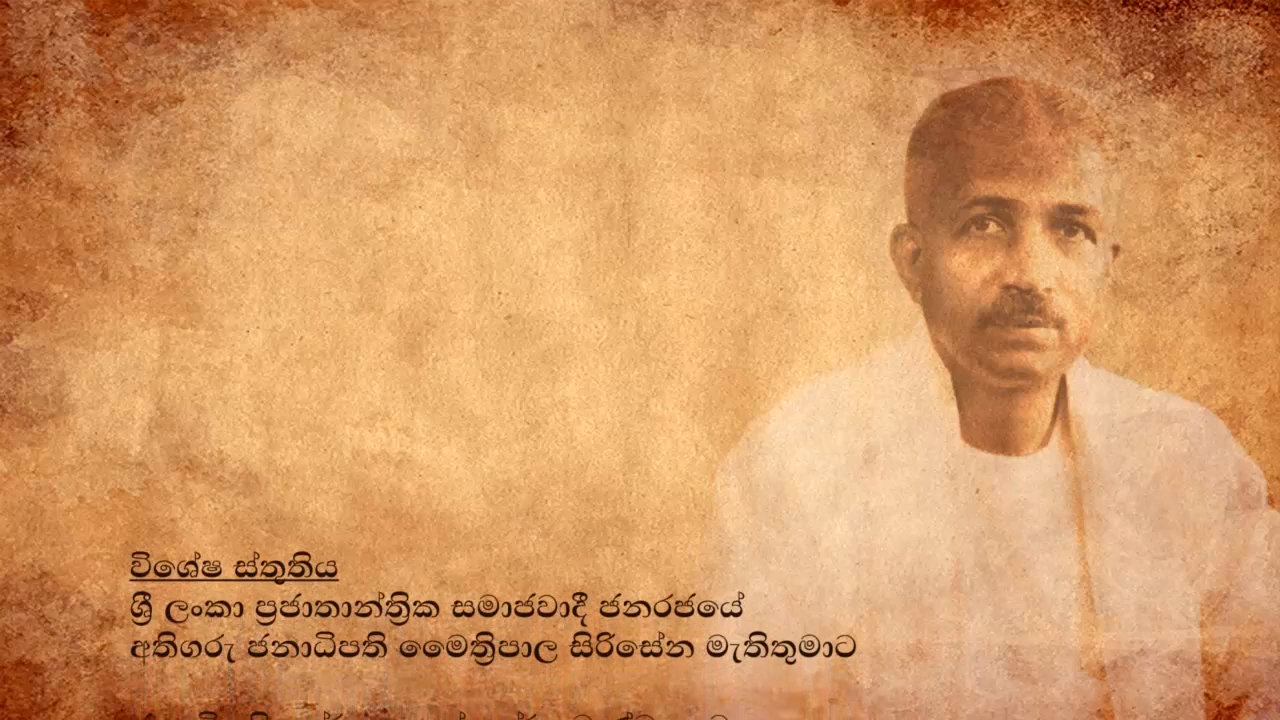 විශේෂ ස්තුතිය
ශ්‍රී ලංකා ප්‍රජාතාන්ත්‍රික සමාජවාදී ජනරජයේ
අතිගරු ජනාධිපති මෛත්‍රිපාල සිරිසේන මැතිතුමාට